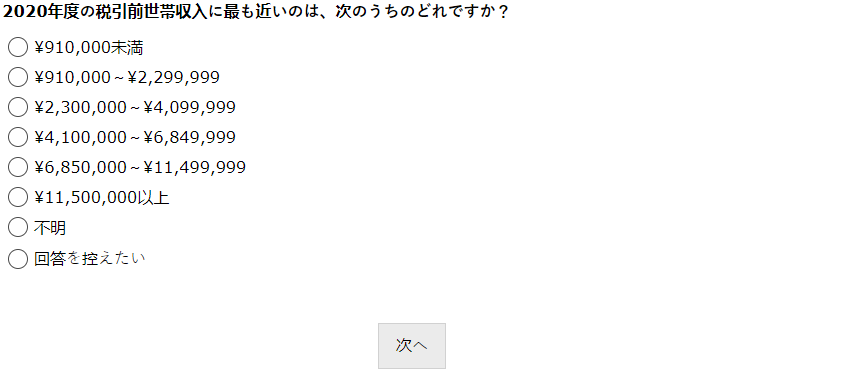 2020年度の税引前世帯収入に最も近いのは、次のうちのどれですか？
¥910,000未満
¥910,000～¥2,299,999
¥2,300,000～¥4,099,999
¥4,100,000～¥6,849,999
¥6,850,000～¥11,499,999
¥11,500,000以上
不明
回答を控えたい
次へ